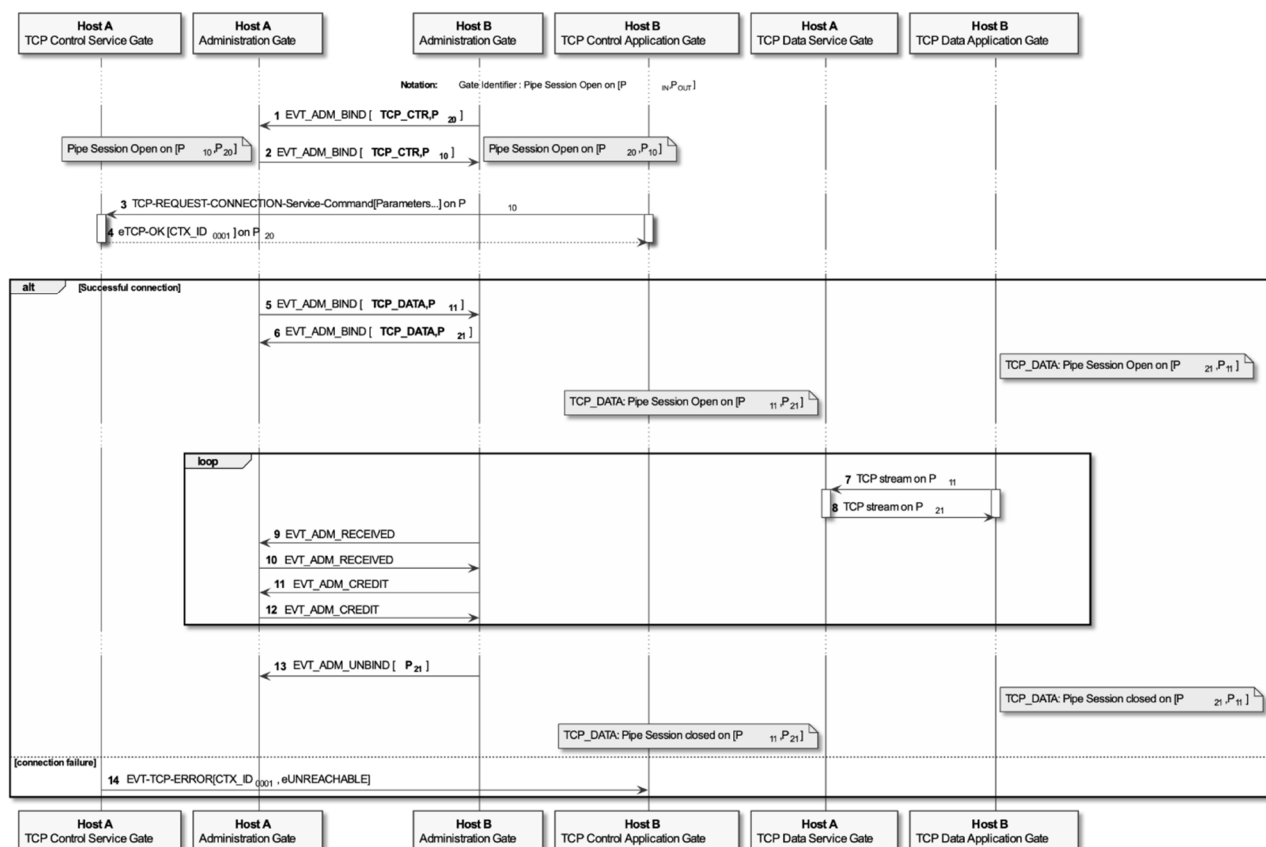 Host A
TCP Control Service Gate
Host A
Administration Gate
Host B
Administration Gate
Host B
TCP Control Application Gate
Host A
TCP Data Service Gate
Host B
TCP Data Application Gate
Notation: Gate Identifier : Pipe Session Open on [P IN,POUT]
1 EVT_ADM_BIND [ TCP_CTR,P 20 ]
Pipe Session Open on [P 10,P20]
2 EVT_ADM_BIND [ TCP_CTR,P 10 ]
Pipe Session Open on [P 20,P10]
3 TCP-REQUEST-CONNECTION-Service-Command[Parameters...] on P 10
4 eTCP-OK [CTX_ID 0001 ] on P 20
alt [Successful connection]
5 EVT_ADM_BIND [ TCP_DATA,P 11 ]
6 EVT_ADM_BIND [ TCP_DATA,P 21 ]
TCP_DATA: Pipe Session Open on [P 21,P11 ]
TCP_DATA: Pipe Session Open on [P 11,P21]
loop
7 TCP stream on P 11
8 TCP stream on P 21
9 EVT_ADM_RECEIVED
10 EVT_ADM_RECEIVED
11 EVT_ADM_CREDIT
12 EVT_ADM_CREDIT
13 EVT_ADM_UNBIND [ P21 ]
TCP_DATA: Pipe Session closed on [P 21,P11 ]
TCP_DATA: Pipe Session closed on [P 11,P21]
[connection failure]
14 EVT-TCP-ERROR[CTX_ID 0001 , eUNREACHABLE]
Host A
TCP Control Service Gate
Host A
Administration Gate
Host B
Administration Gate
Host B
TCP Control Application Gate
Host A
TCP Data Service Gate
Host B
TCP Data Application Gate